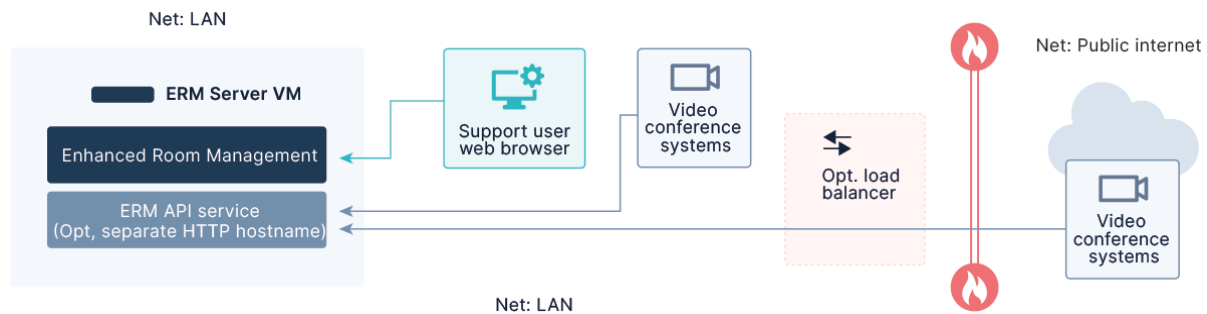 Net: LAN
ERM Server VM
Enhanced Room Management
ERM API service
(Opt, separate HTTP hostname)
Support user
web browser
Video
conference
systems
Opt. load
balancer
Net: Public internet
Video
conference
systems
Net: LAN